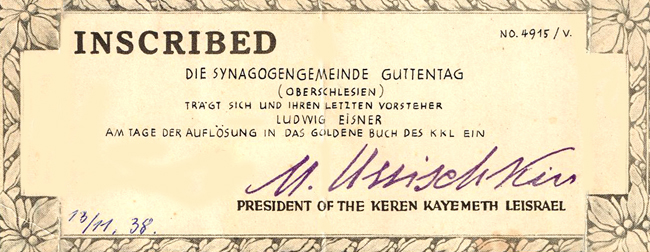 INSCRIBED
NO. 4915/V.
DIE SYNAGOGENGEMEINDE GUTTENTAG
(OBERSCHLESIEN)
TRÄGT SICH UND IHREN LETZTEN VORSTEHER
LUDWIG EISNER
AM TAGE DER AUFLÖSUNG IN DAS GOLDENE BUCH DES KKL EIN
M. Ussischkin
PRESIDENT OF THE KEREN KAYEMETH LEISRAEL
13/11. 38.